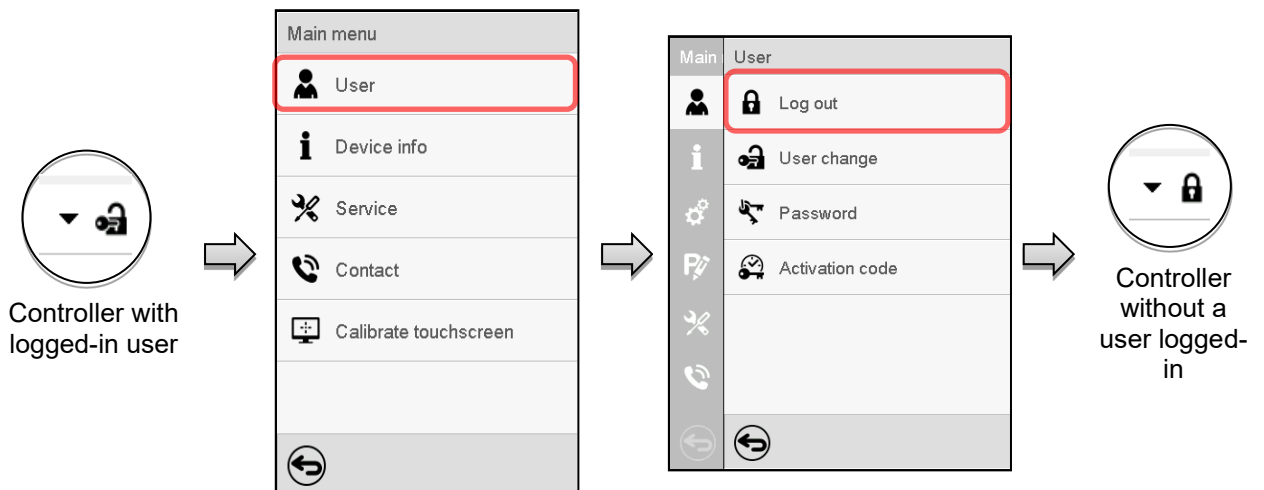 Controller with
logged-in user
Main menu
User
Device info
Service
Contact
Calibrate touchscreen
Main
User
Log out
User change
Password
Activation code
Controller
without a
user logged-
in